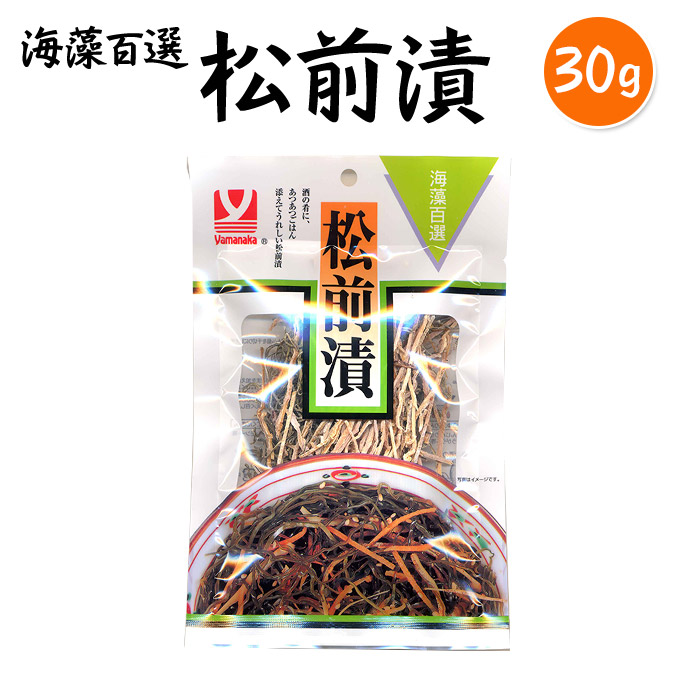 海藻百選
松前漬
30g
海藻百選
Yamanaka ®
酒の肴に、
あつあつごはん
添えてうれしい松前漬
松前漬
写真はイメージです。